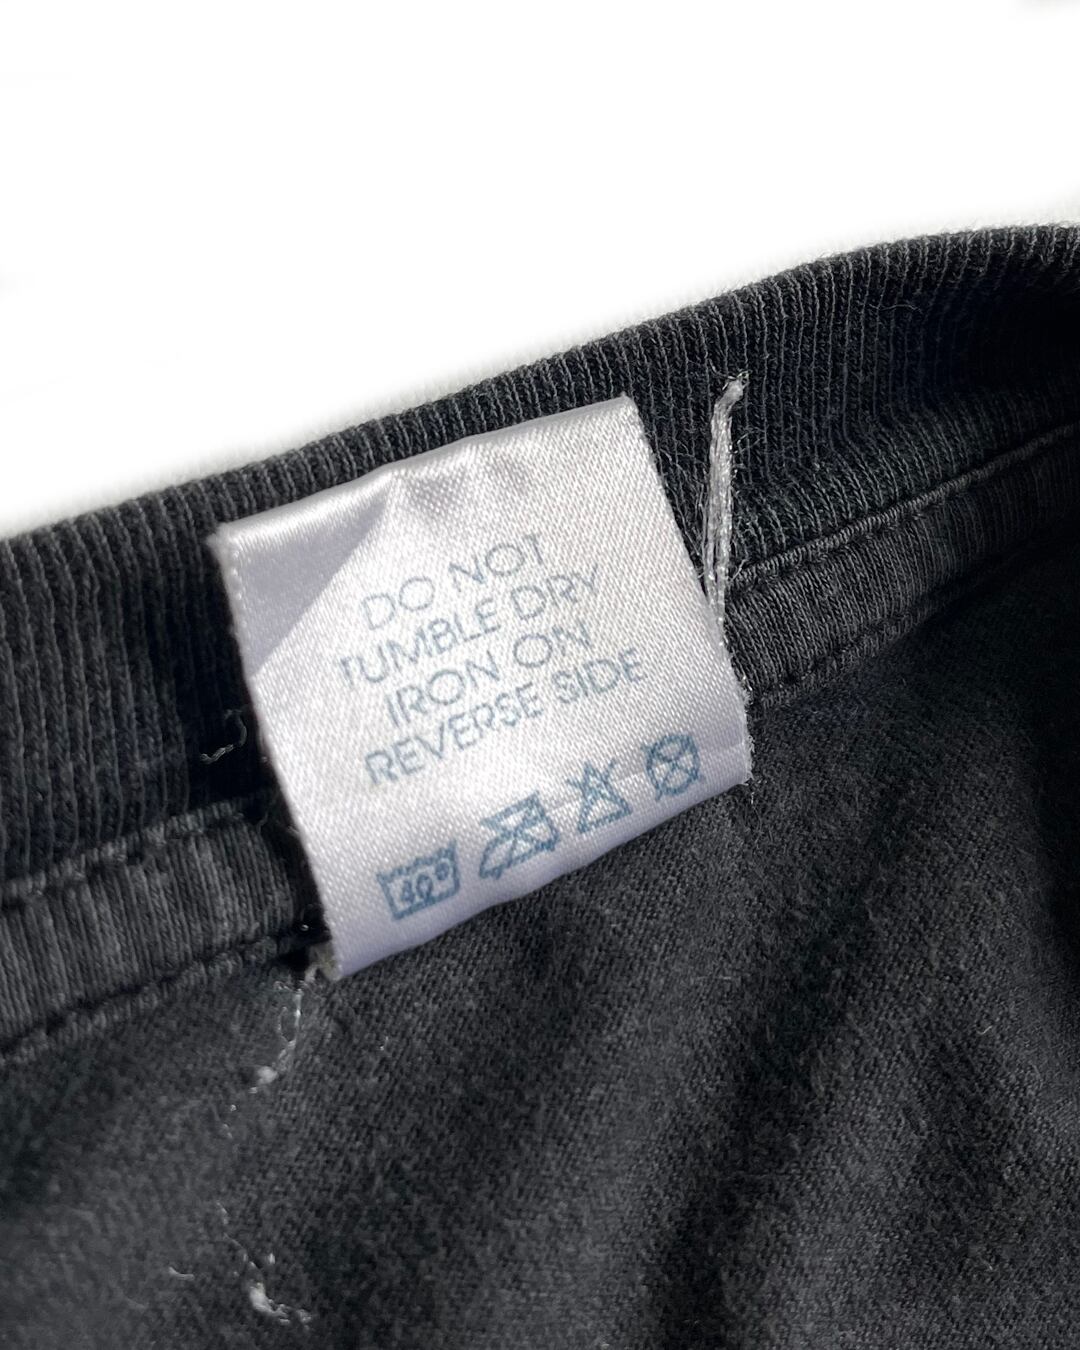 DO NOT
TUMBLE DRY
IRON ON
REVERSE SIDE
40°